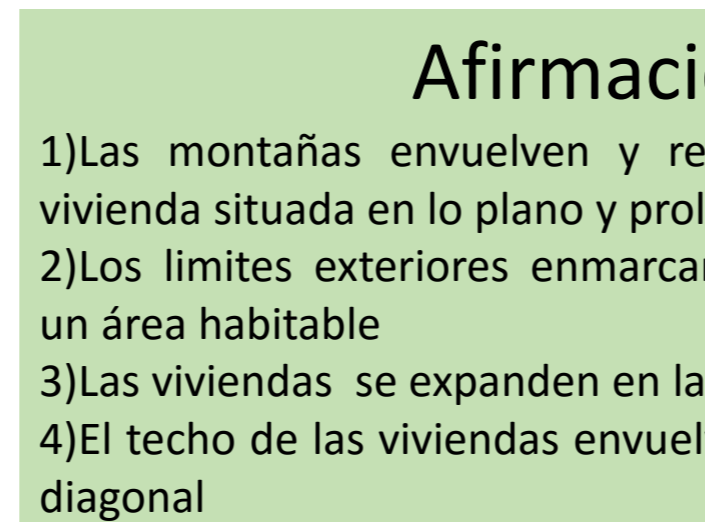 Afirmaci
1)Las montañas envuelven y re
vivienda situada en lo plano y prol
2)Los limites exteriores enmarcar
un área habitable
3)Las viviendas se expanden en la
4)El techo de las viviendas envuel
diagonal